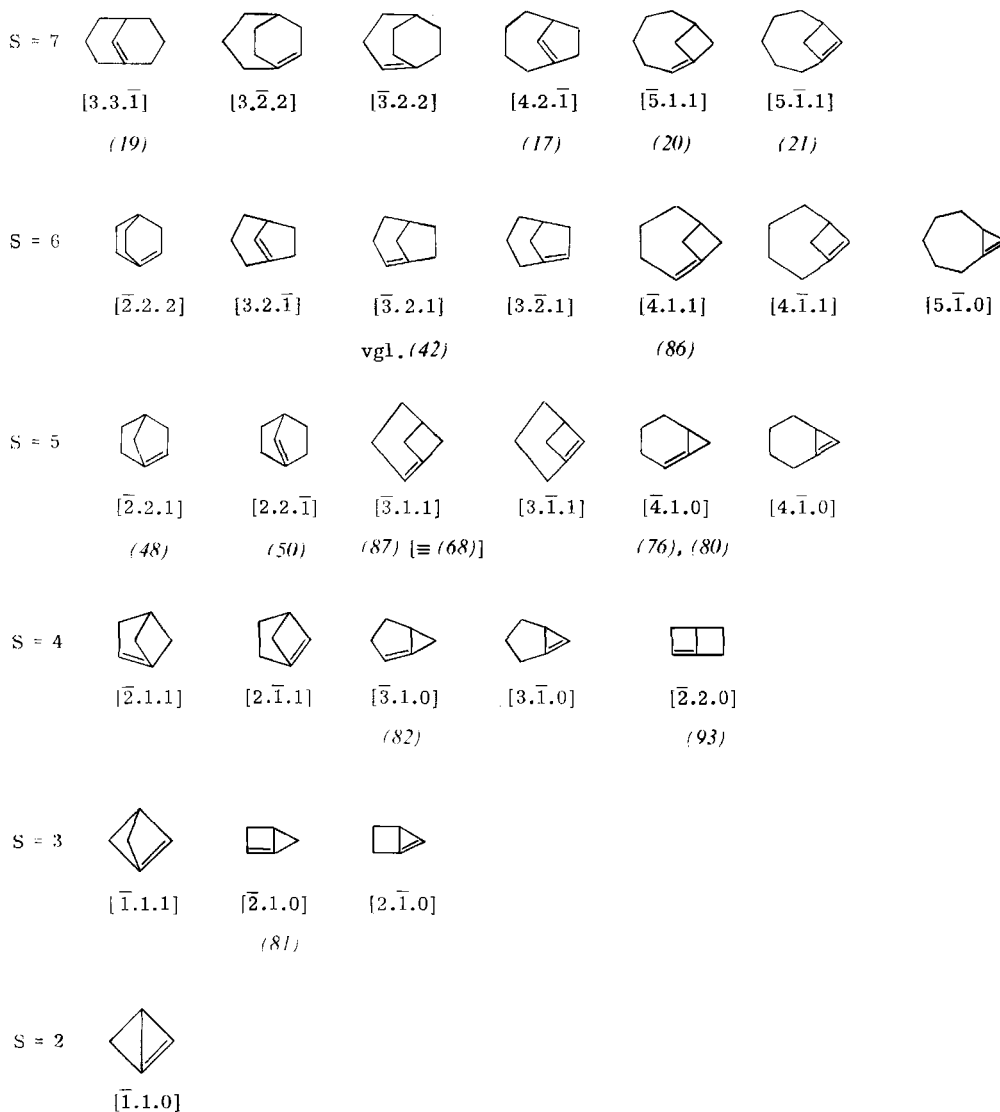 S = 7
[3.3.1̅] [3.2̅.2] [3̅.2.2] [4.2.1̅] [5̅.1.1] [5.1̅.1]
(19) (17) (20) (21)
S = 6
[2̅.2.2] [3.2.1̅] [3̅.2.1] [3.2̅.1] [4̅.1.1] [4.1̅.1] [5.1̅.0]
vgl. (42) (86)
S = 5
[2̅.2.1] [2.2.1̅] [3̅.1.1] [3.1̅.1] [4̅.1.0] [4.1̅.0]
(48) (50) (87) [≡ (68)] (76), (80)
S = 4
[2̅.1.1] [2.1̅.1] [3̅.1.0] [3.1̅.0] [2̅.2.0]
(82) (93)
S = 3
[1̅.1.1] [2̅.1.0] [2.1̅.0]
(81)
S = 2
[1̅.1.0]